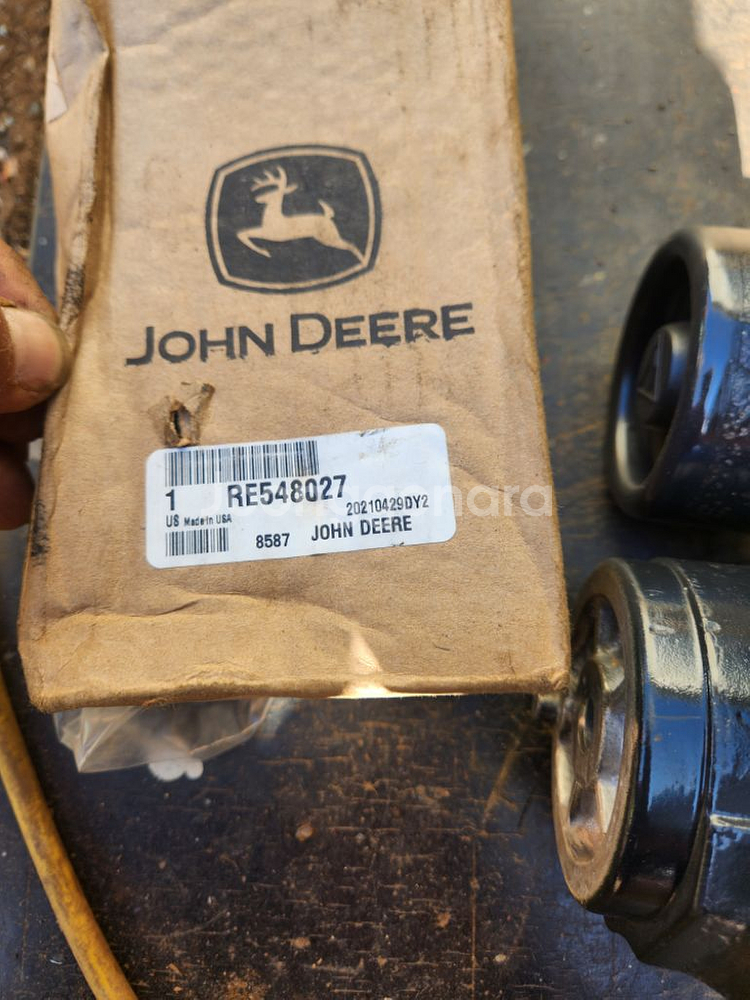 JOHN DEERE
1 RE548027
20210429DY2
US Made in USA
8587 JOHN DEERE